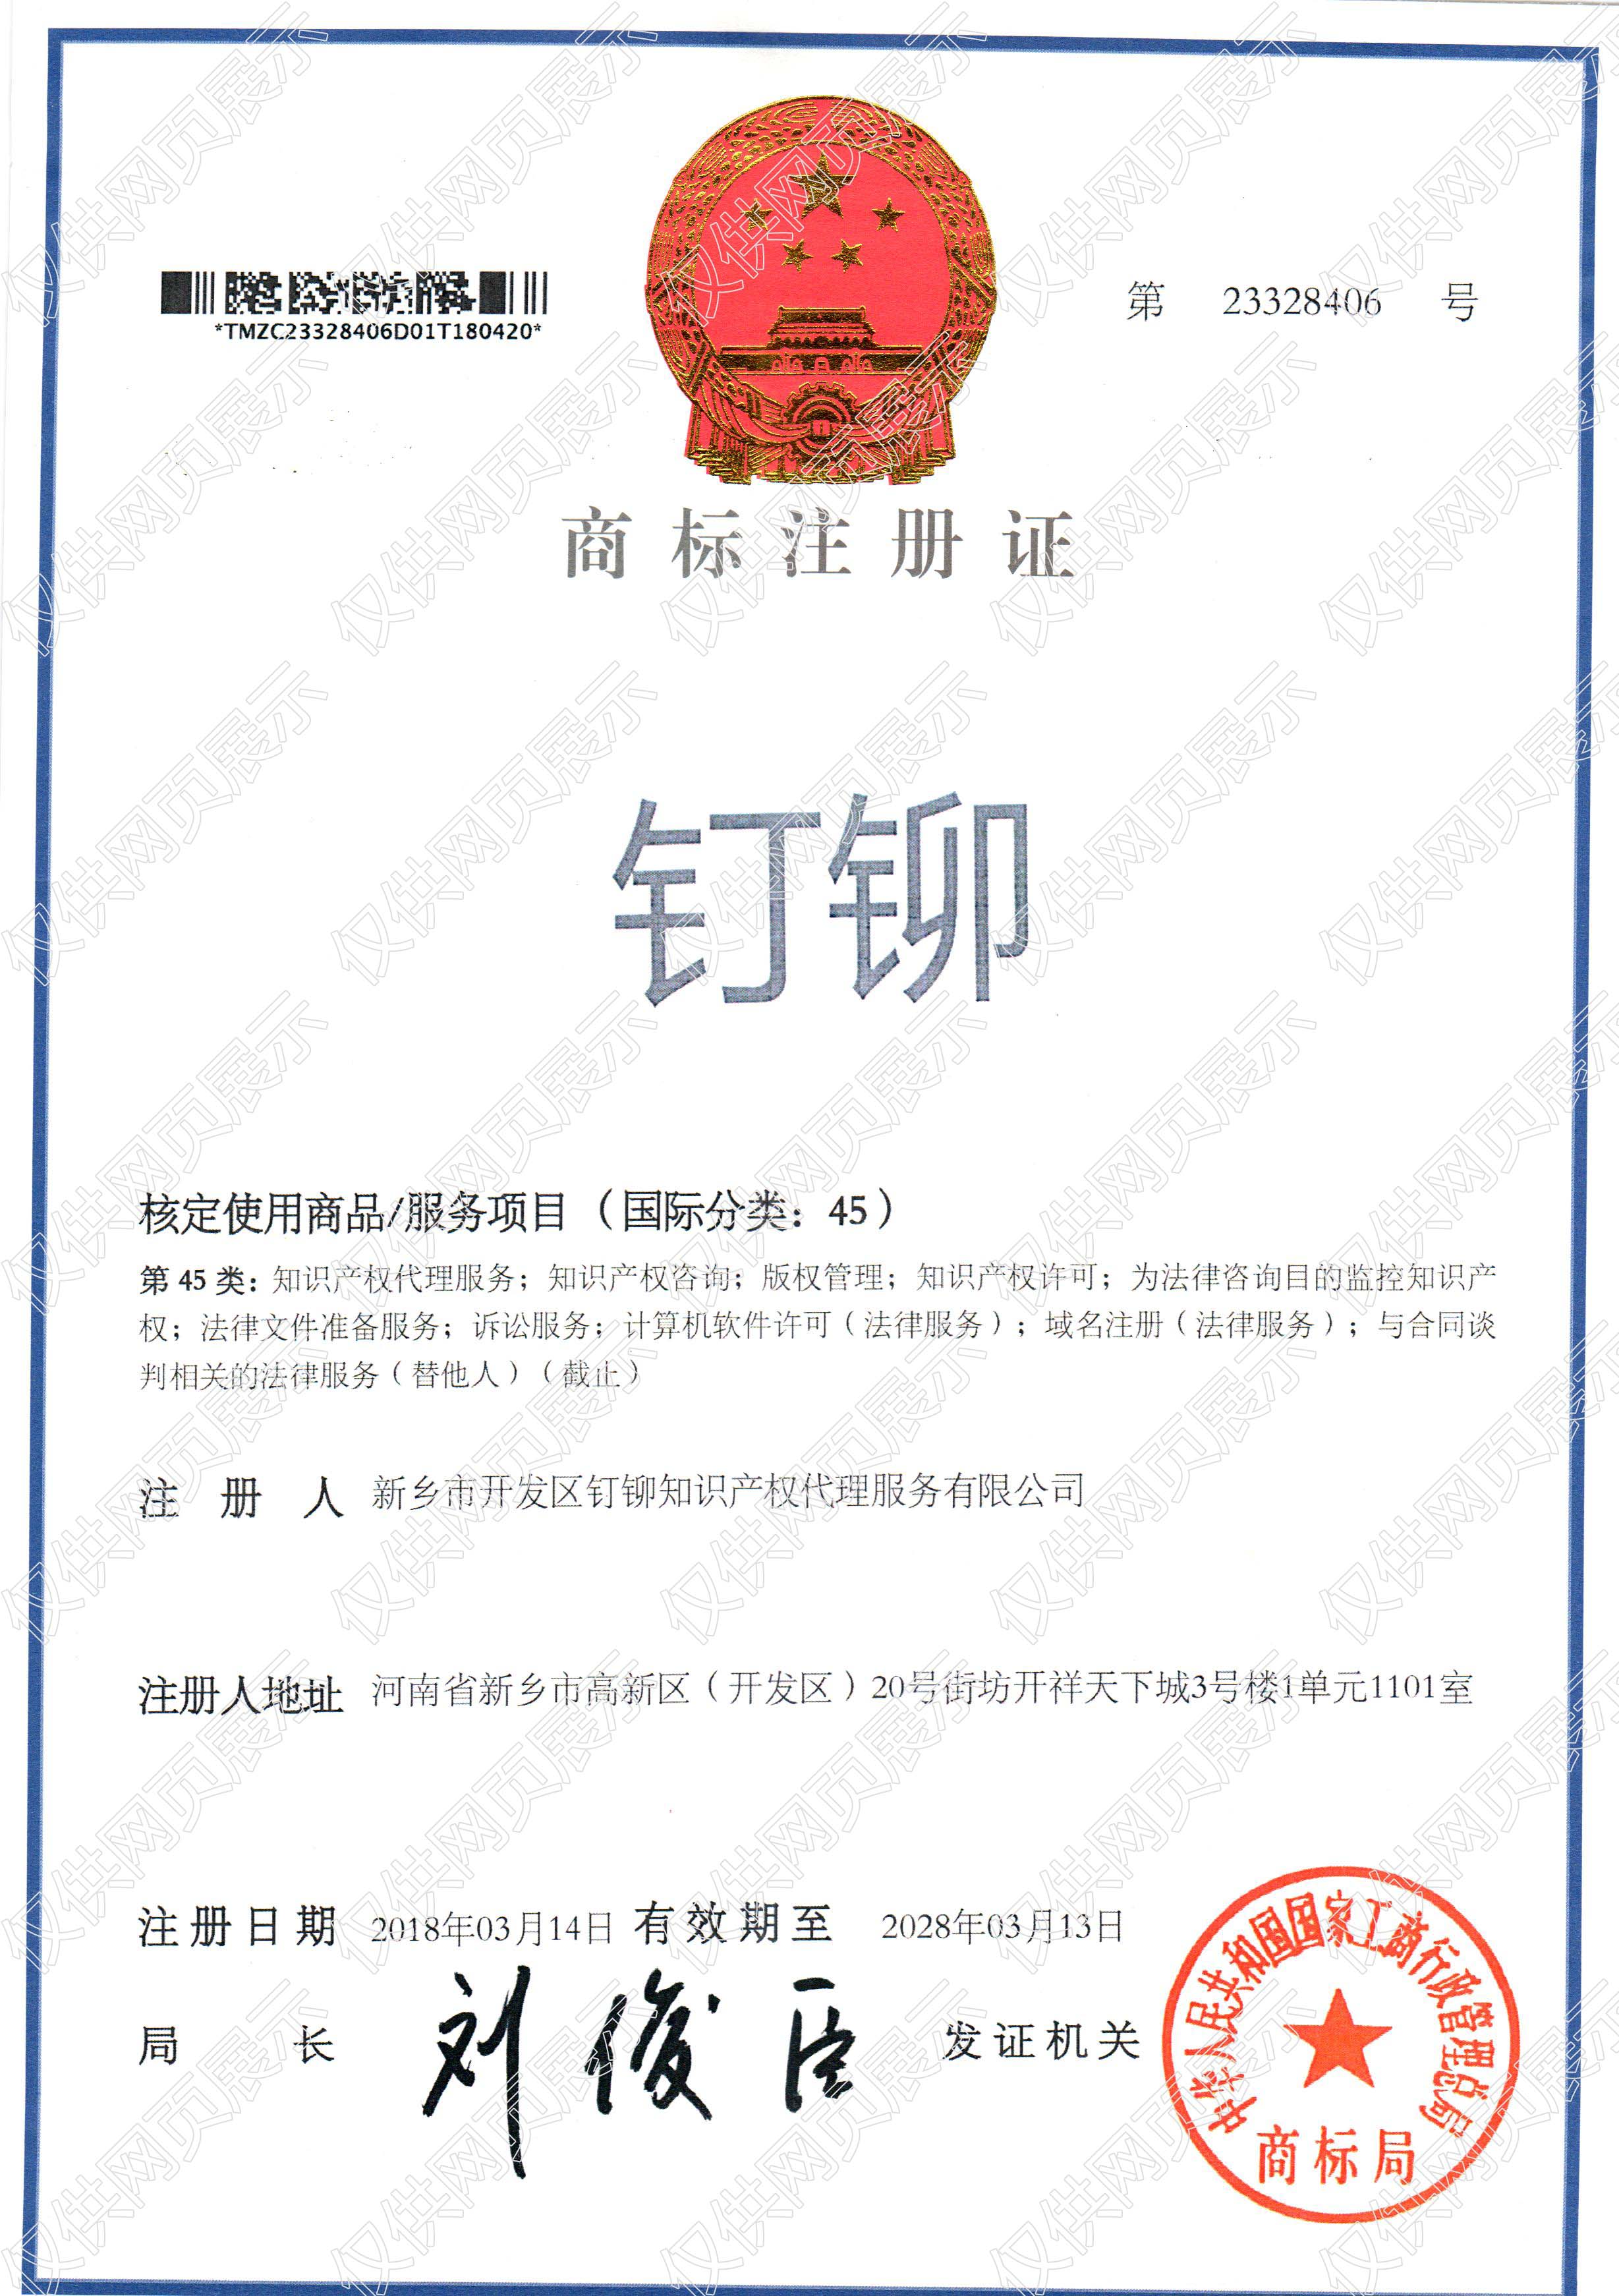 第 23328406 号
*TMZC23328406D01T180420*
商标注册证
钉铆
核定使用商品/服务项目（国际分类：45）
第 45 类：知识产权代理服务；知识产权咨询；版权管理；知识产权许可；为法律咨询目的监控知识产
权；法律文件准备服务；诉讼服务；计算机软件许可（法律服务）；域名注册（法律服务）；与合同谈
判相关的法律服务（替他人）（截止）
注册人 新乡市开发区钉铆知识产权代理服务有限公司
注册人地址 河南省新乡市高新区（开发区）20号街坊开祥天下城3号楼1单元1101室
注册日期 2018年03月14日 有效期至 2028年03月13日
局长 刘俊臣 发证机关
中华人民共和国国家工商行政管理总局
商标局
仅供网页展示